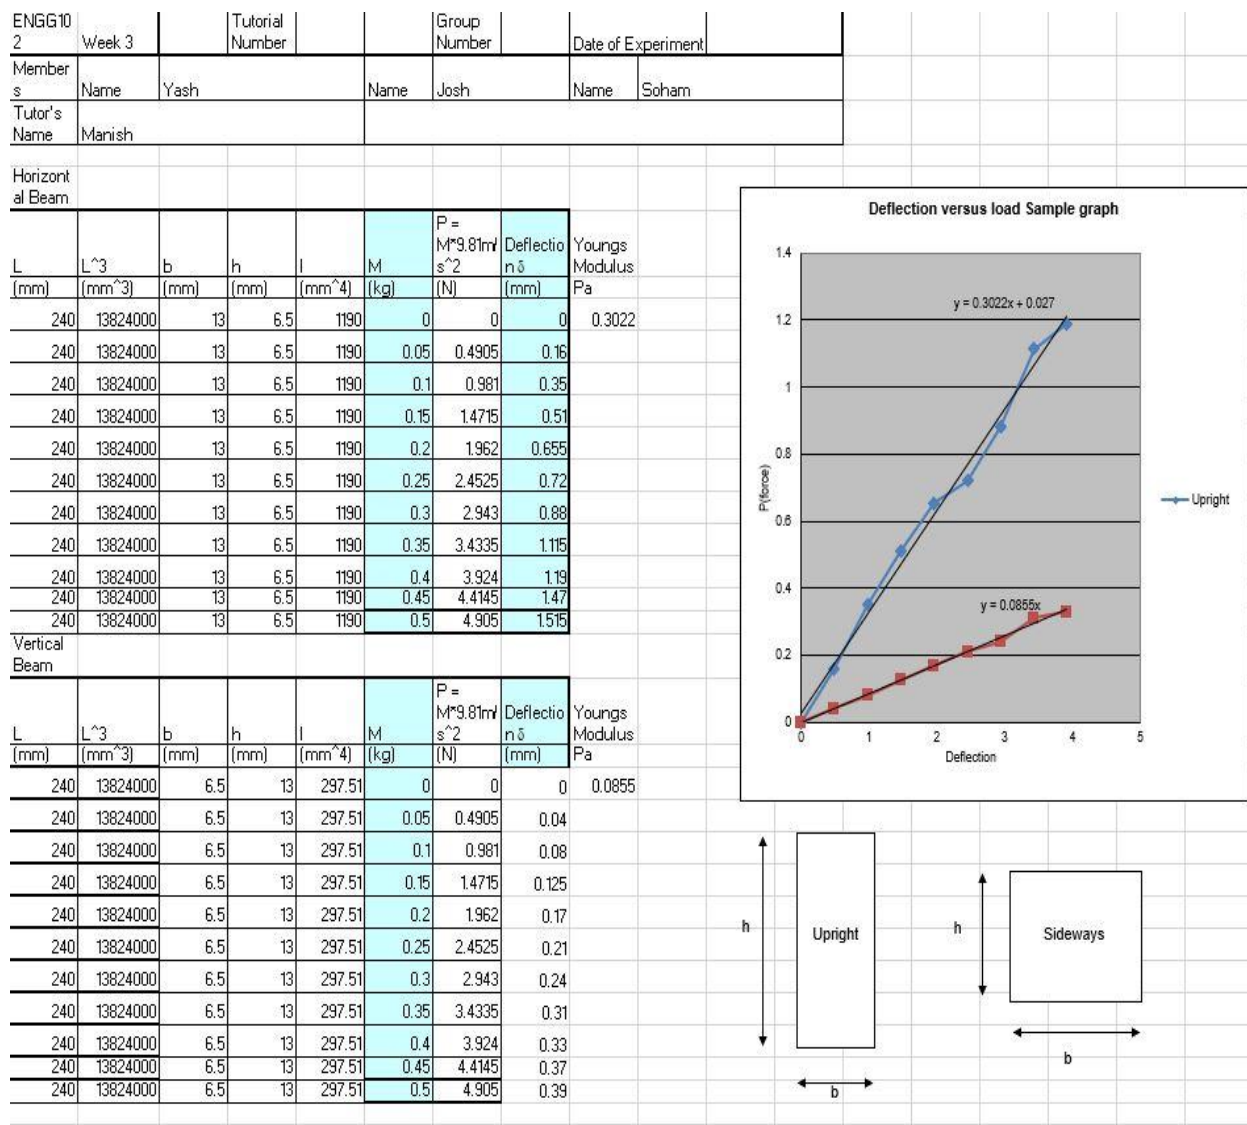 ENGG10
2 Week 3 Tutorial Number Group Number Date of Experiment
Member
s Name Yash Name Josh Name Soham
Tutor's
Name Manish
Horizont
al Beam
L L^3 b h I M P = M*9.81m/ s^2 Deflectio n δ Youngs Modulus
(mm) (mm^3) (mm) (mm) (mm^4) (kg) (N) (mm) Pa
240 13824000 13 6.5 1190 0 0 0 0.3022
240 13824000 13 6.5 1190 0.05 0.4905 0.16
240 13824000 13 6.5 1190 0.1 0.981 0.35
240 13824000 13 6.5 1190 0.15 1.4715 0.51
240 13824000 13 6.5 1190 0.2 1.962 0.655
240 13824000 13 6.5 1190 0.25 2.4525 0.72
240 13824000 13 6.5 1190 0.3 2.943 0.88
240 13824000 13 6.5 1190 0.35 3.4335 1.115
240 13824000 13 6.5 1190 0.4 3.924 1.19
240 13824000 13 6.5 1190 0.45 4.4145 1.47
240 13824000 13 6.5 1190 0.5 4.905 1.515
Vertical
Beam
L L^3 b h I M P = M*9.81m/ s^2 Deflectio n δ Youngs Modulus
(mm) (mm^3) (mm) (mm) (mm^4) (kg) (N) (mm) Pa
240 13824000 6.5 13 297.51 0 0 0 0.0855
240 13824000 6.5 13 297.51 0.05 0.4905 0.04
240 13824000 6.5 13 297.51 0.1 0.981 0.08
240 13824000 6.5 13 297.51 0.15 1.4715 0.125
240 13824000 6.5 13 297.51 0.2 1.962 0.17
240 13824000 6.5 13 297.51 0.25 2.4525 0.21
240 13824000 6.5 13 297.51 0.3 2.943 0.24
240 13824000 6.5 13 297.51 0.35 3.4335 0.31
240 13824000 6.5 13 297.51 0.4 3.924 0.33
240 13824000 6.5 13 297.51 0.45 4.4145 0.37
240 13824000 6.5 13 297.51 0.5 4.905 0.39
Deflection versus load Sample graph
1.4
y = 0.3022x + 0.027
1.2
1
0.8
P(force)
Upright
0.6
0.4
y = 0.0855x
0.2
0
0 1 2 3 4 5
Deflection
h Upright h Sideways
b
b